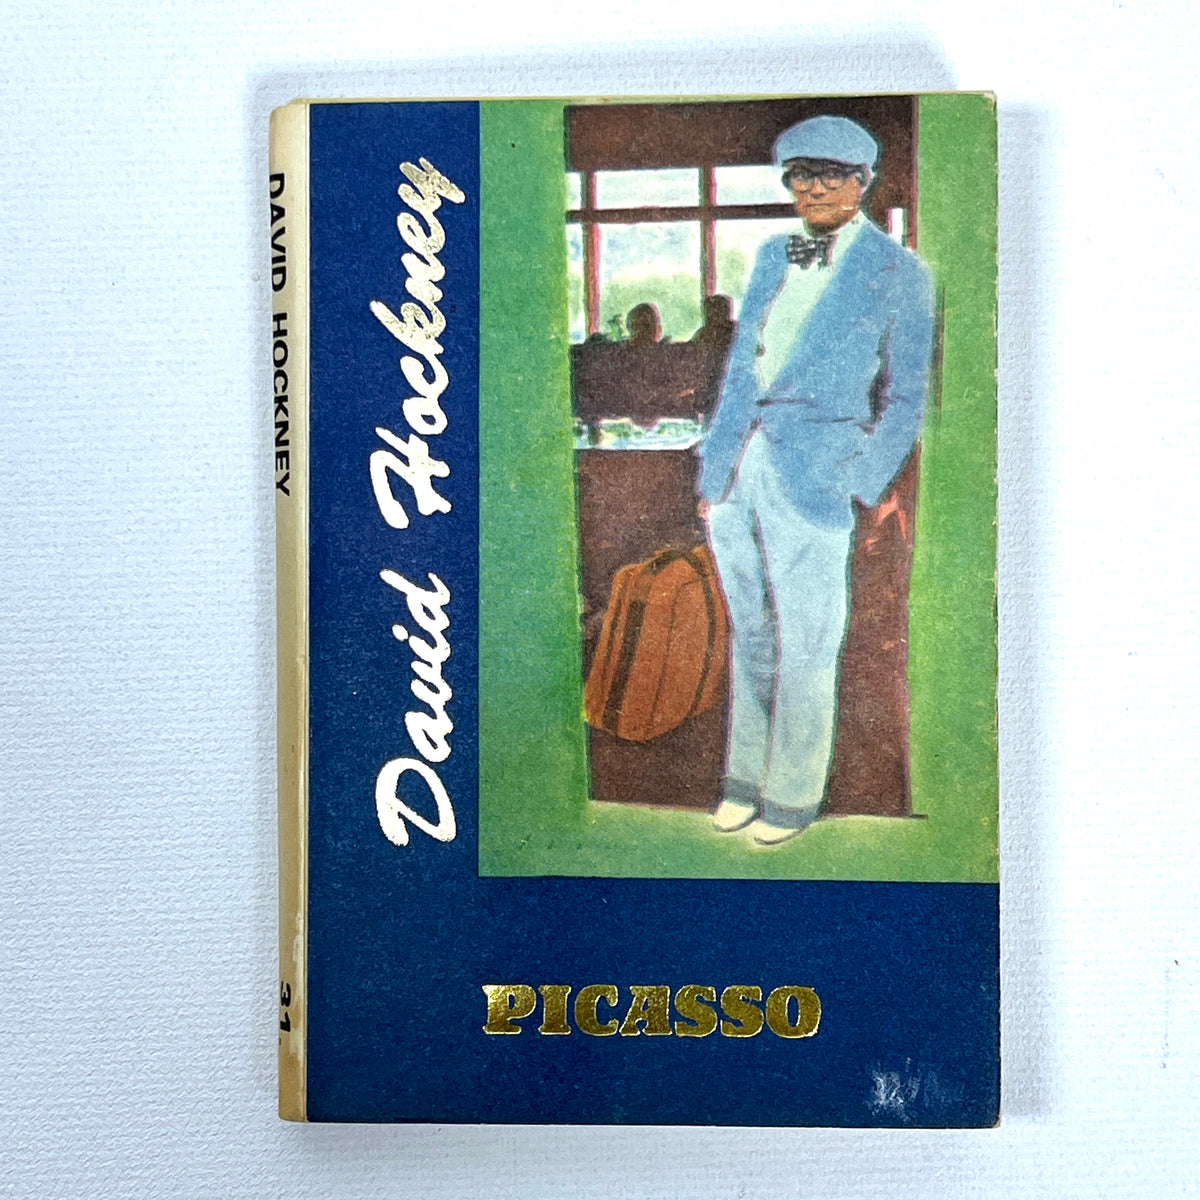 DAVID HOCKNEY
31.
David Hockney
PICASSO